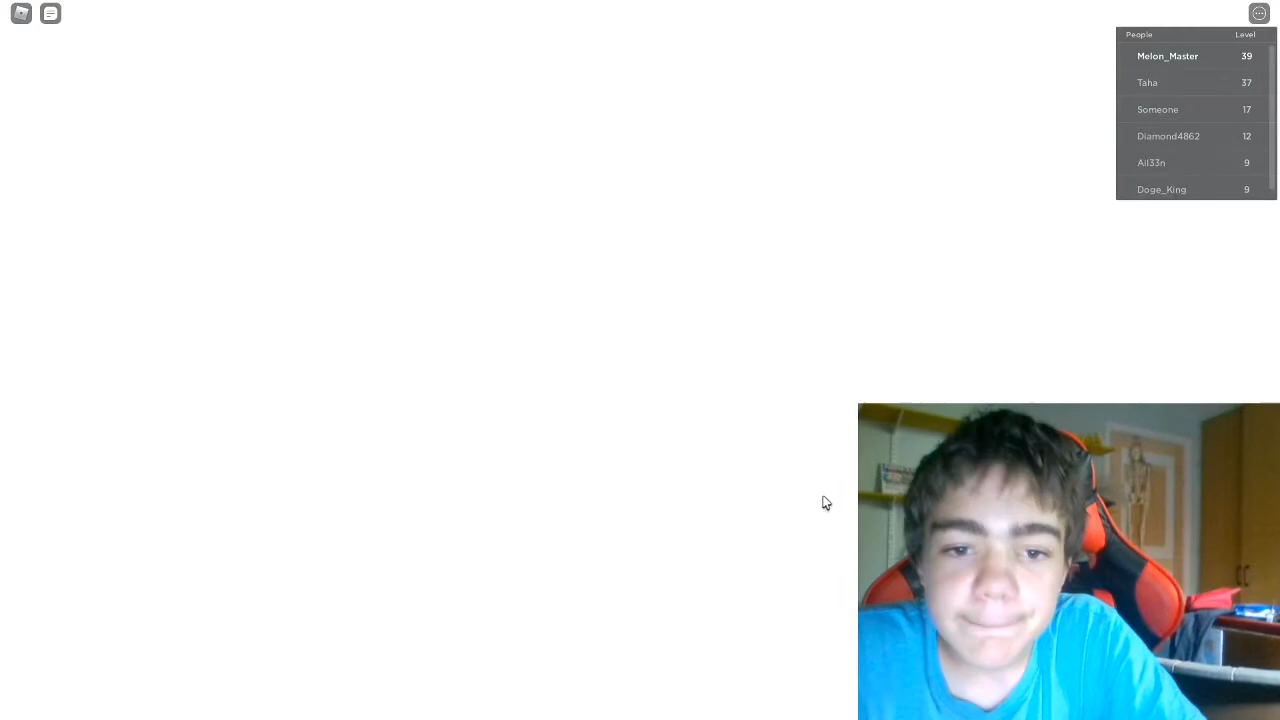 People Level
Melon_Master 39
Taha 37
Someone 17
Diamond4862 12
Ail33n 9
Doge_King 9